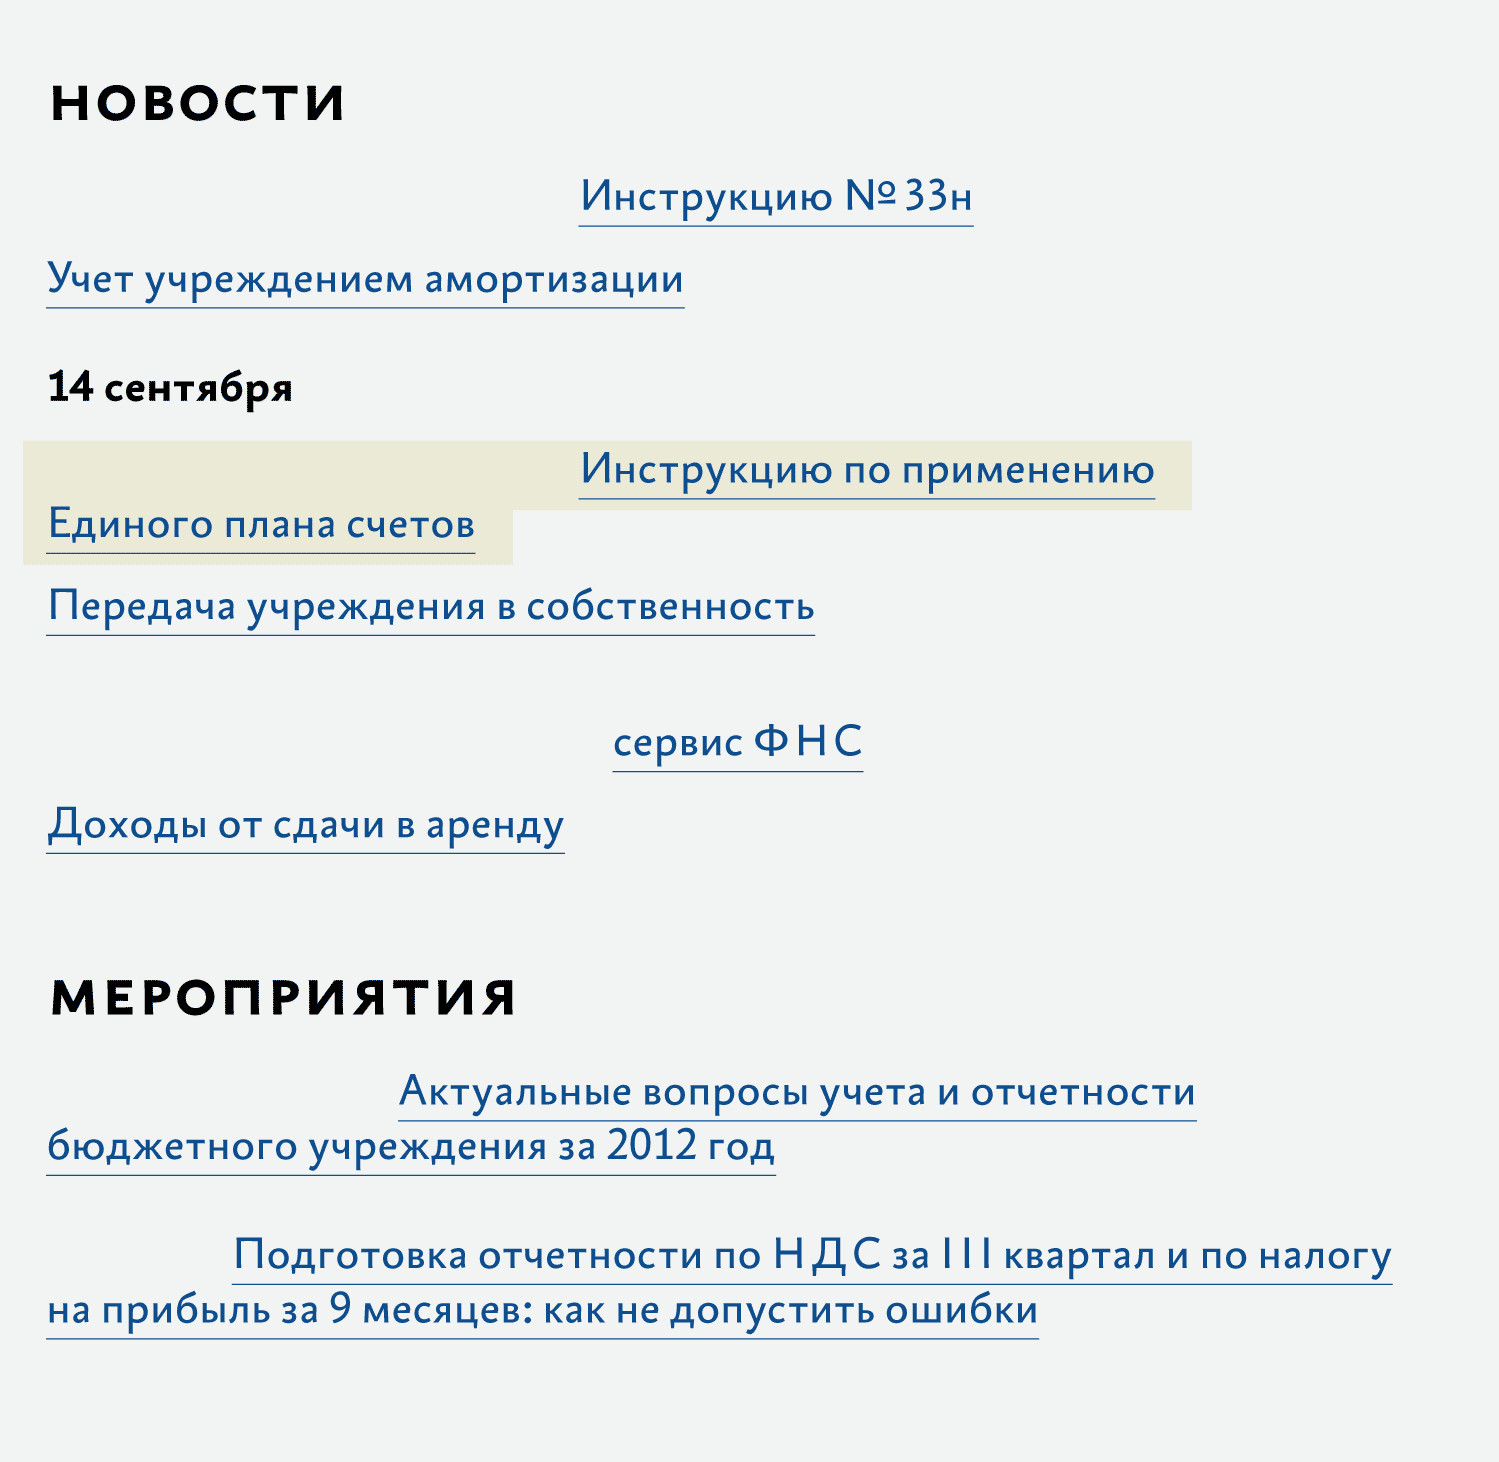 НОВОСТИ
Инструкцию № 33н
Учет учреждением амортизации
14 сентября
Инструкцию по применению
Единого плана счетов
Передача учреждения в собственность
сервис ФНС
Доходы от сдачи в аренду
МЕРОПРИЯТИЯ
Актуальные вопросы учета и отчетности
бюджетного учреждения за 2012 год
Подготовка отчетности по НДС за III квартал и по налогу
на прибыль за 9 месяцев: как не допустить ошибки